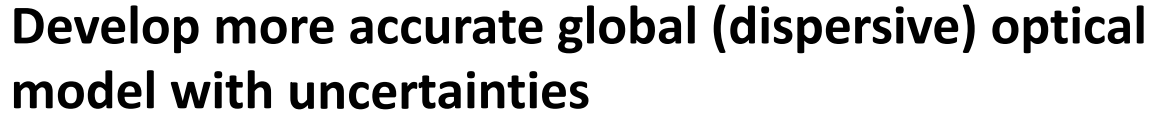 Develop more accurate global (dispersive) optical
model with uncertainties